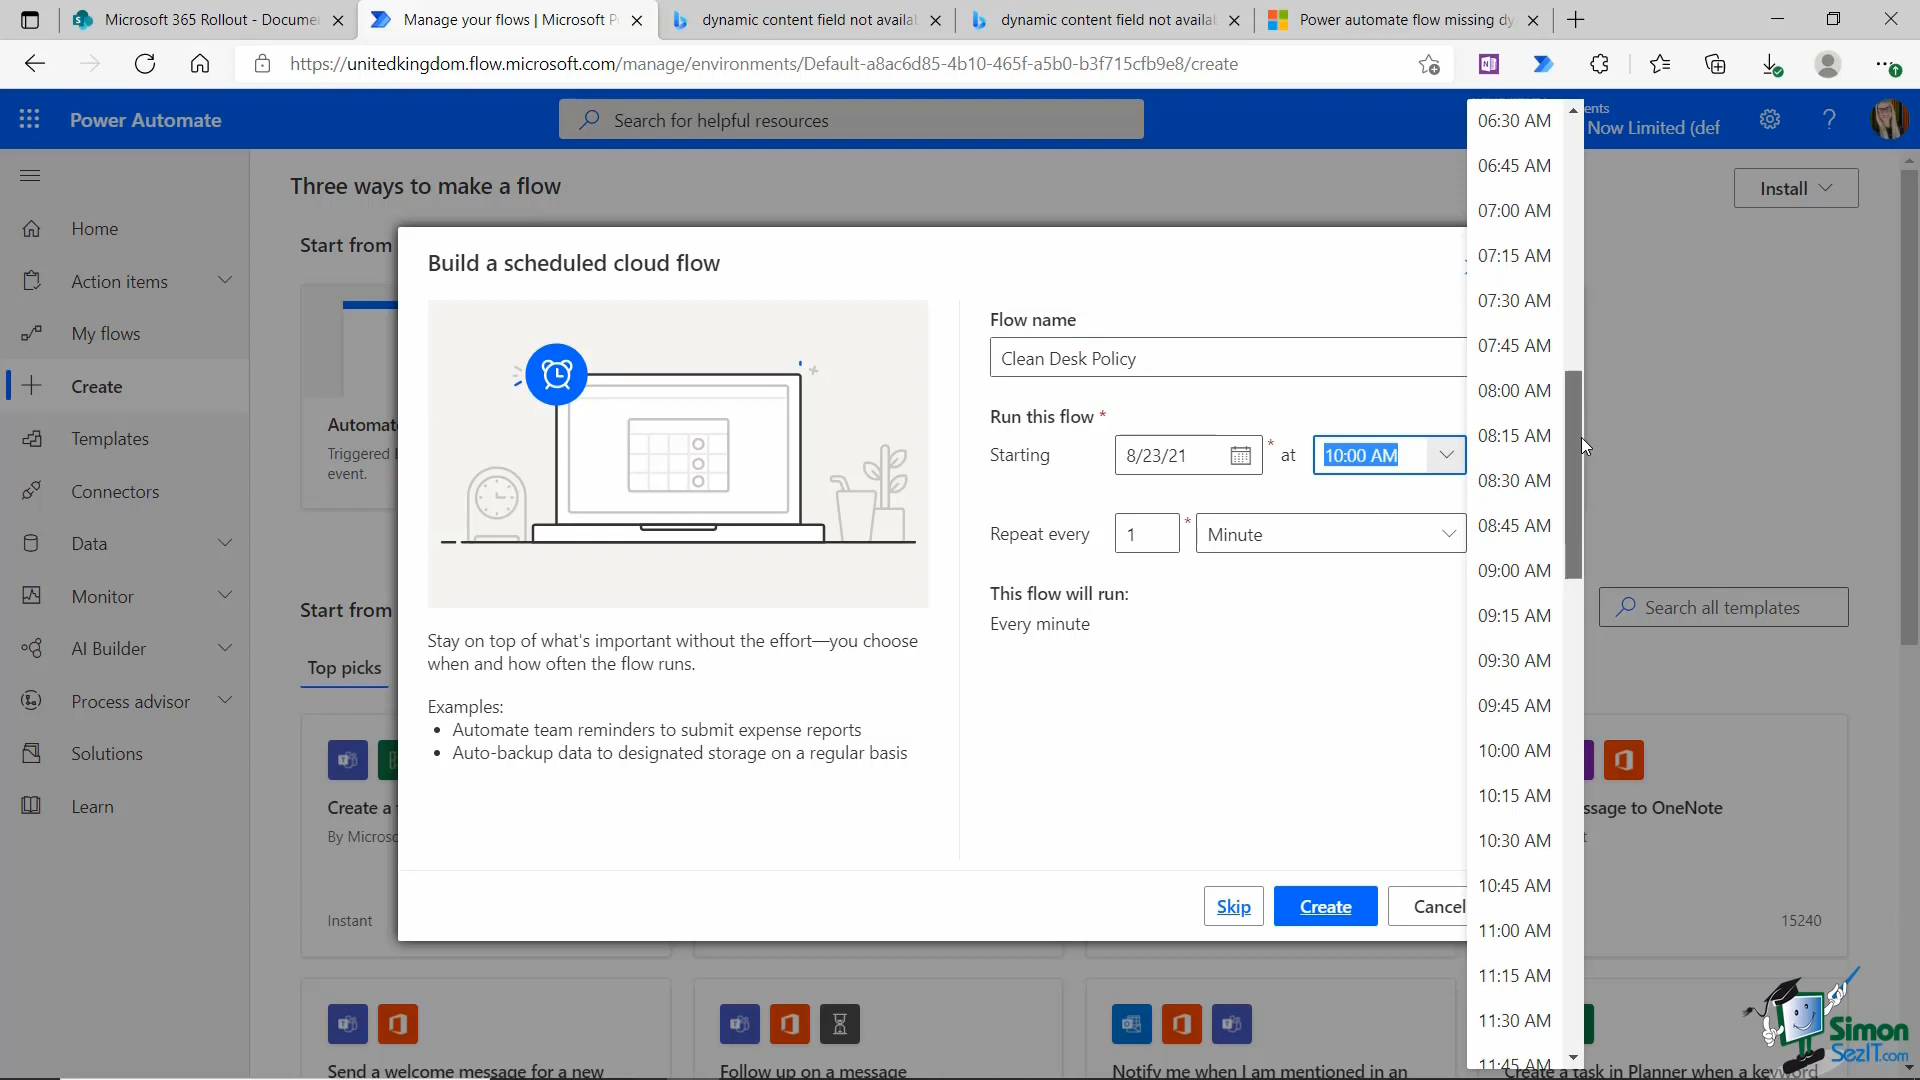 Microsoft 365 Rollout - Docume
Manage your flows | Microsoft P
dynamic content field not availab
dynamic content field not availab
Power automate flow missing dy
https://unitedkingdom.flow.microsoft.com/manage/environments/Default-a8ac6d85-4b10-465f-a5b0-b3f715cfb9e8/create
Power Automate
Search for helpful resources
ents
Now Limited (def
Three ways to make a flow
Install
Home
Action items
My flows
Create
Templates
Connectors
Data
Monitor
AI Builder
Process advisor
Solutions
Learn
Start from
Automat
Triggered
event.
Start from
Search all templates
Top picks
Build a scheduled cloud flow
Stay on top of what's important without the effort—you choose
when and how often the flow runs.
Examples:
• Automate team reminders to submit expense reports
• Auto-backup data to designated storage on a regular basis
Flow name
Clean Desk Policy
Run this flow *
Starting
8/23/21
*
at
10:00 AM
Repeat every
1
*
Minute
This flow will run:
Every minute
Skip
Create
Cancel
06:30 AM
06:45 AM
07:00 AM
07:15 AM
07:30 AM
07:45 AM
08:00 AM
08:15 AM
08:30 AM
08:45 AM
09:00 AM
09:15 AM
09:30 AM
09:45 AM
10:00 AM
10:15 AM
10:30 AM
10:45 AM
11:00 AM
11:15 AM
11:30 AM
11:45 AM
Create a
By Microso
Instant
ssage to OneNote
t
15240
Send a welcome message for a new
Follow up on a message
Notify me when I am mentioned in an
Create a task in Planner when a keyword
Simon
SezIT.com